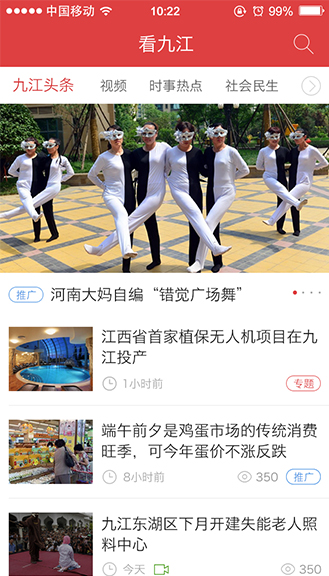 中国移动 10:22 89%
看九江
九江头条 视频 时事热点 社会民生
推广 河南大妈自编“错觉广场舞”
江西省首家植保无人机项目在九
江投产
1小时前 专题
端午前夕是鸡蛋市场的传统消费
旺季，可今年蛋价不涨反跌
8小时前 350 推广
九江东湖区下月开建失能老人照
料中心
今天 350